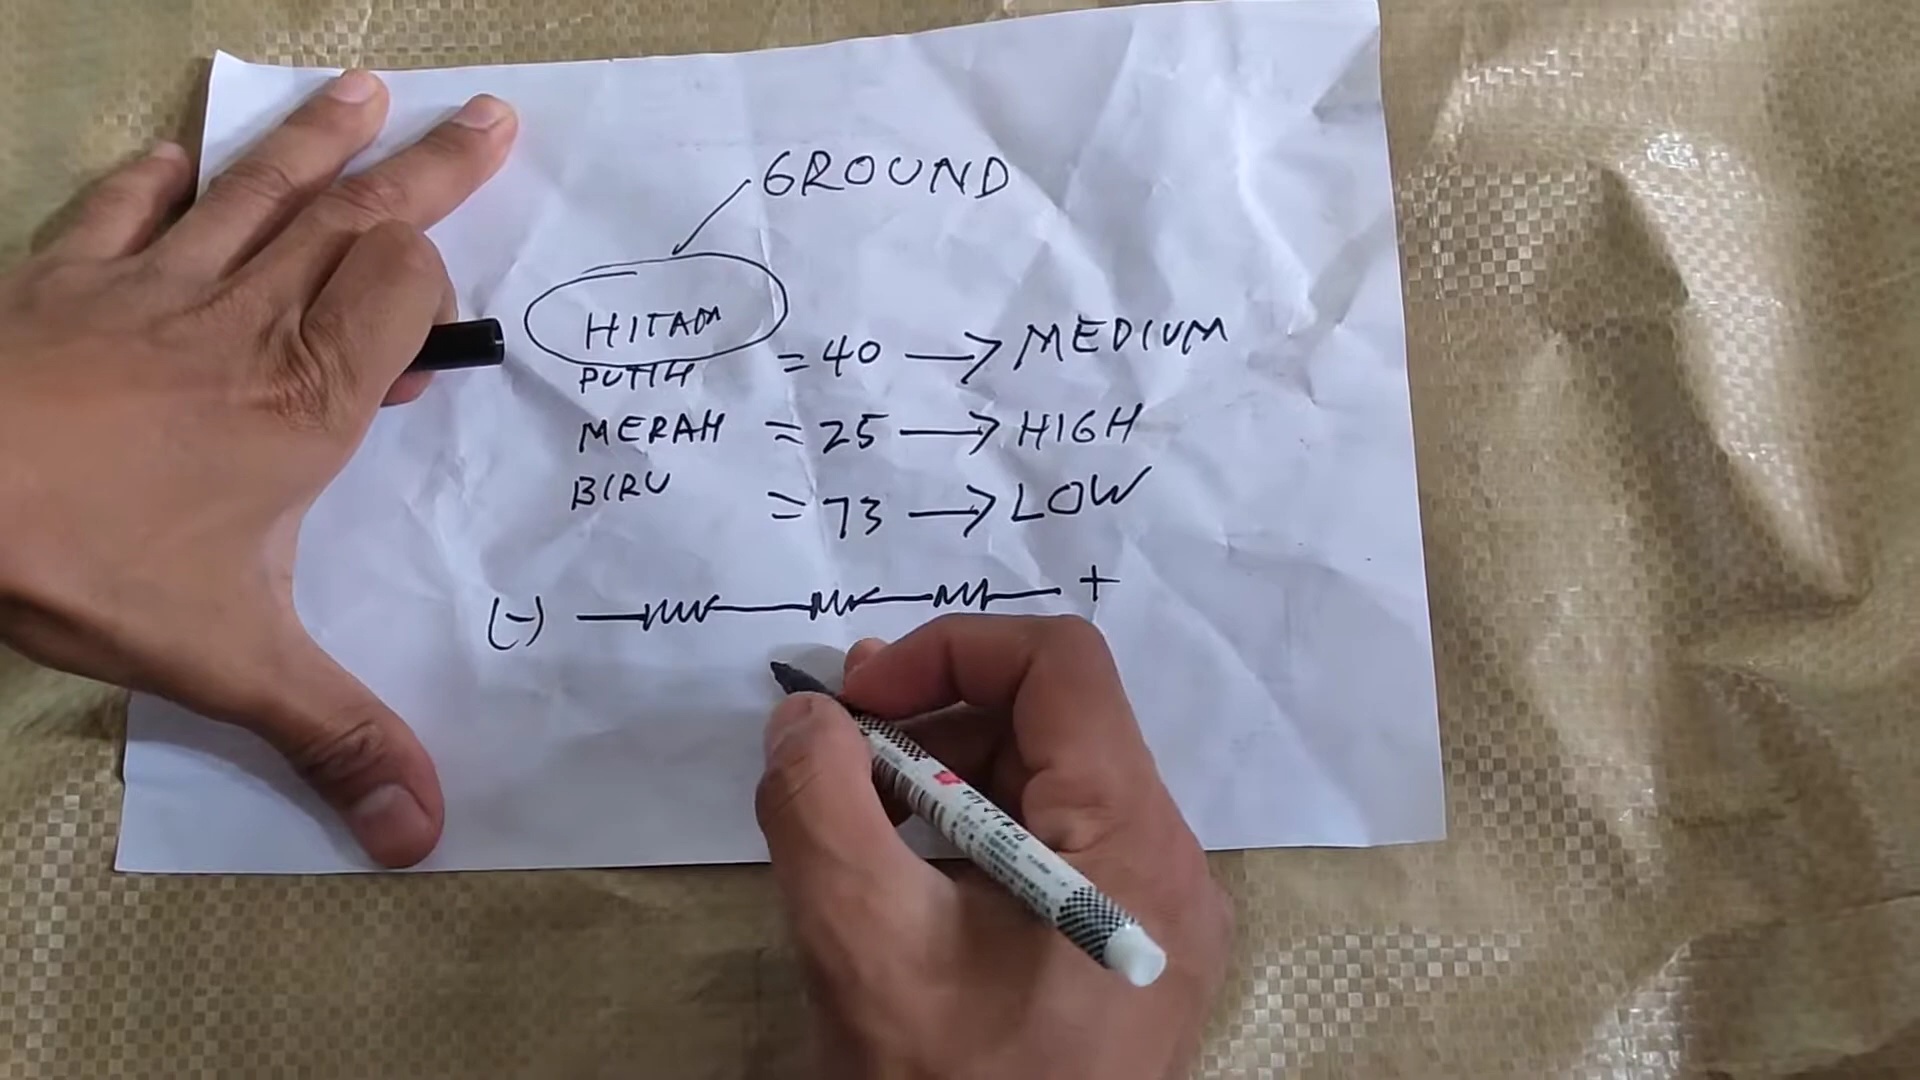 GROUND
HITAM
PUTIH = 40 → MEDIUM
MERAH = 25 → HIGH
BIRU = 73 → LOW
(-) +